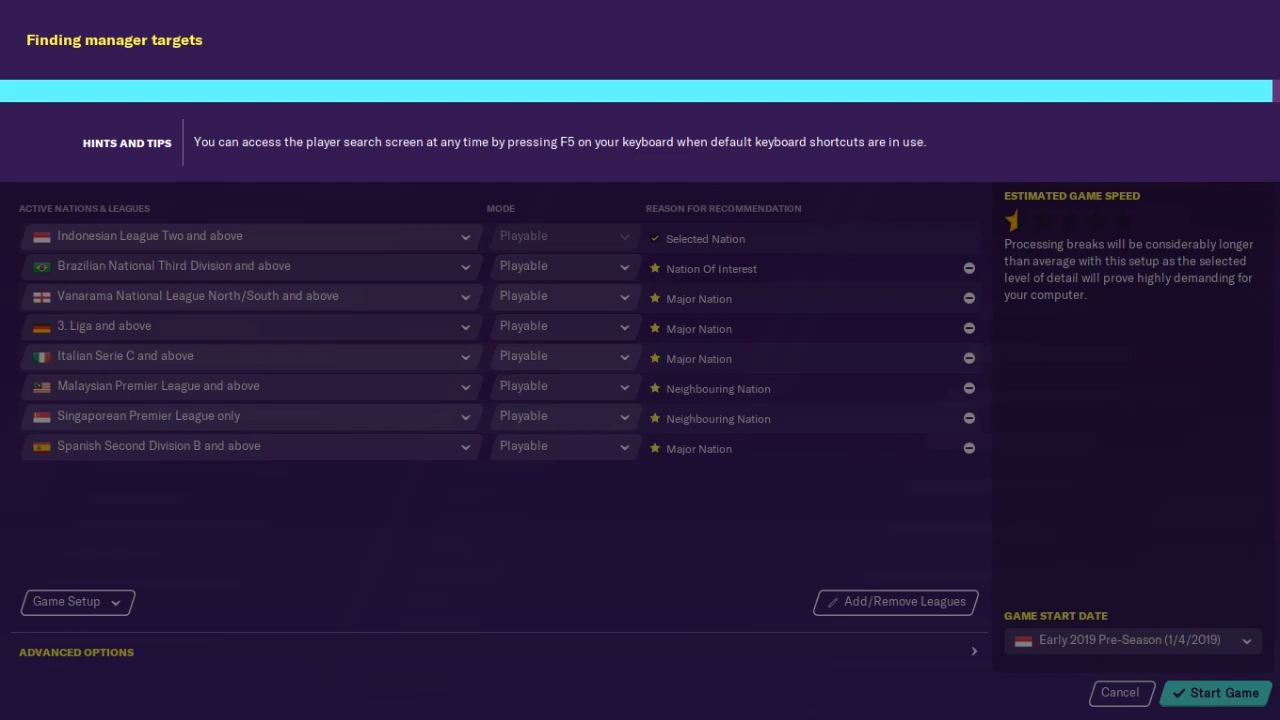 Finding manager targets
HINTS AND TIPS
You can access the player search screen at any time by pressing F5 on your keyboard when default keyboard shortcuts are in use.
ACTIVE NATIONS & LEAGUES MODE REASON FOR RECOMMENDATION
Indonesian League Two and above Playable Selected Nation
Brazilian National Third Division and above Playable Nation Of Interest
Vanarama National League North/South and above Playable Major Nation
3. Liga and above Playable Major Nation
Italian Serie C and above Playable Major Nation
Malaysian Premier League and above Playable Neighbouring Nation
Singaporean Premier League only Playable Neighbouring Nation
Spanish Second Division B and above Playable Major Nation
ESTIMATED GAME SPEED
Processing breaks will be considerably longer
than average with this setup as the selected
level of detail will prove highly demanding for
your computer.
Game Setup
Add/Remove Leagues
ADVANCED OPTIONS
GAME START DATE
Early 2019 Pre-Season (1/4/2019)
Cancel
Start Game